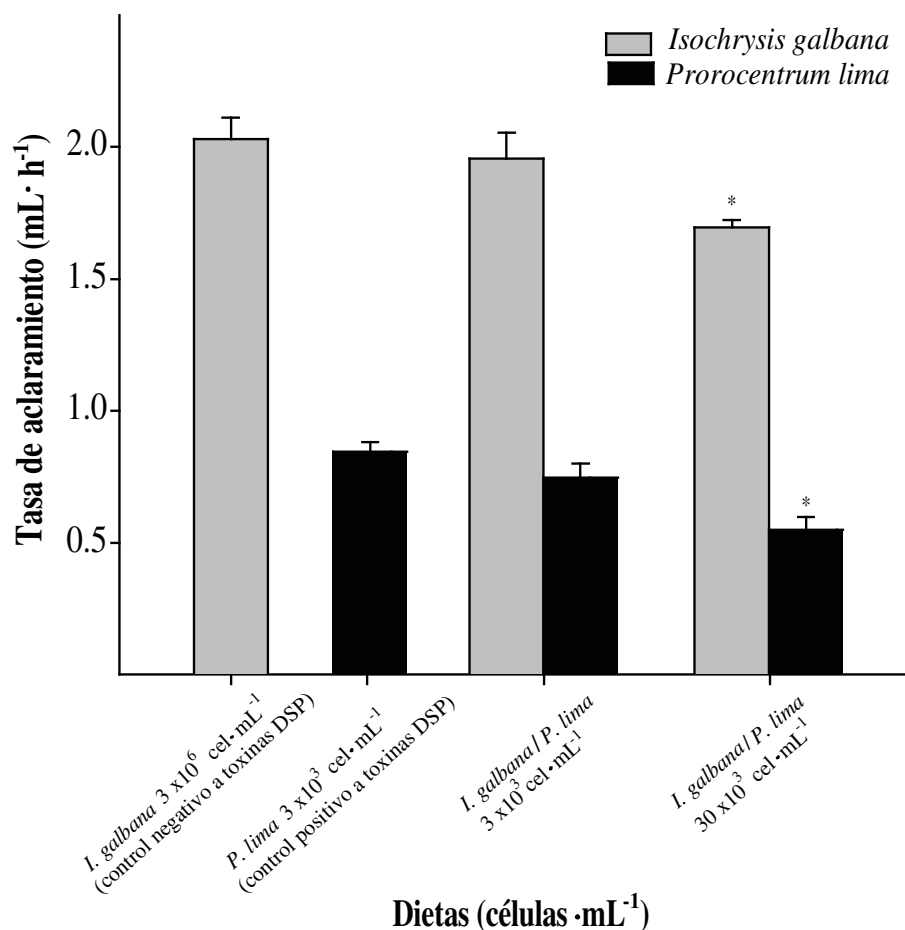 Isochrysis galbana
Prorocentrum lima
Tasa de aclaramiento (mL· h⁻¹)
2.0
1.5
1.0
0.5
*
*
I. galbana 3 x10⁶ cel·mL⁻¹
(control negativo a toxinas DSP)
P. lima 3 x10³ cel·mL⁻¹
(control positivo a toxinas DSP)
I. galbana/ P. lima
3 x10³ cel·mL⁻¹
I. galbana/ P. lima
30 x10³ cel·mL⁻¹
Dietas (células ·mL⁻¹)